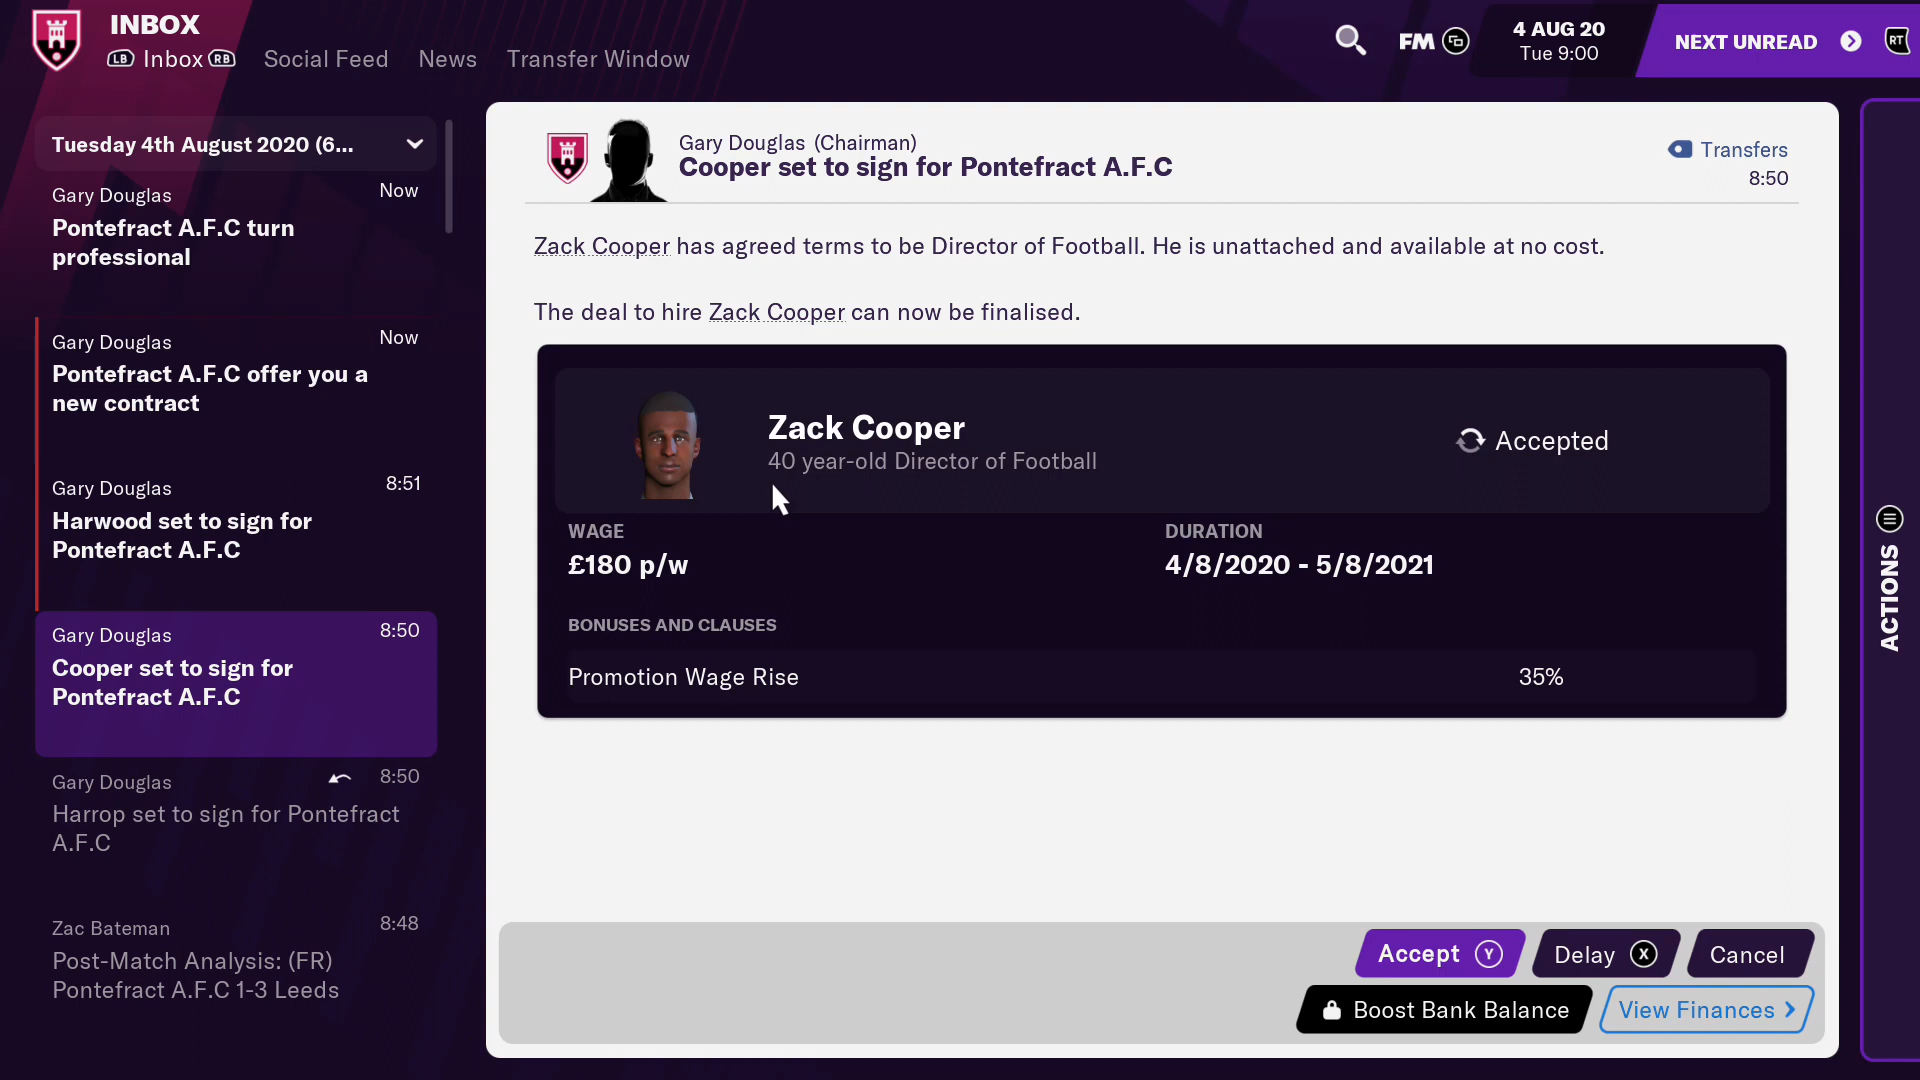 INBOX
LB Inbox RB
Social Feed
News
Transfer Window
FM
4 AUG 20
Tue 9:00
NEXT UNREAD
RT
Tuesday 4th August 2020 (6...
Gary Douglas
Now
Pontefract A.F.C turn
professional
Gary Douglas
Now
Pontefract A.F.C offer you a
new contract
Gary Douglas
8:51
Harwood set to sign for
Pontefract A.F.C
Gary Douglas
8:50
Cooper set to sign for
Pontefract A.F.C
Gary Douglas
8:50
Harrop set to sign for Pontefract
A.F.C
Zac Bateman
8:48
Post-Match Analysis: (FR)
Pontefract A.F.C 1-3 Leeds
Gary Douglas (Chairman)
Cooper set to sign for Pontefract A.F.C
Transfers
8:50
Zack Cooper has agreed terms to be Director of Football. He is unattached and available at no cost.
The deal to hire Zack Cooper can now be finalised.
Zack Cooper
40 year-old Director of Football
Accepted
WAGE
£180 p/w
DURATION
4/8/2020 - 5/8/2021
BONUSES AND CLAUSES
Promotion Wage Rise
35%
Accept Y
Delay X
Cancel
Boost Bank Balance
View Finances
ACTIONS